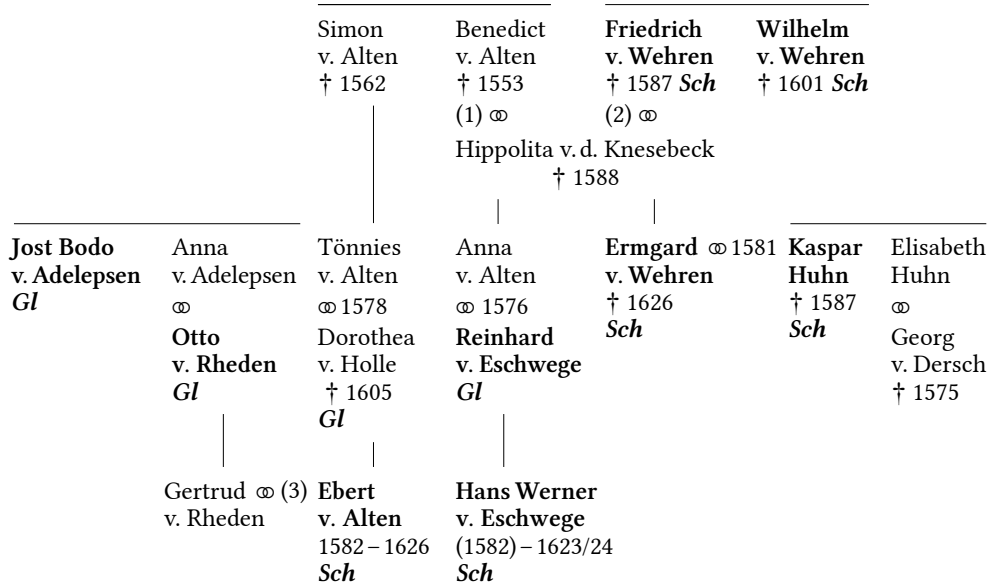 Simon
v. Alten
† 1562
Benedict
v. Alten
† 1553
(1) ⚭
Friedrich
v. Wehren
† 1587 Sch
(2) ⚭
Wilhelm
v. Wehren
† 1601 Sch
Hippolita v. d. Knesebeck
† 1588
Jost Bodo
v. Adelepsen
Gl
Anna
v. Adelepsen
⚭
Otto
v. Rheden
Gl
Tönnies
v. Alten
⚭ 1578
Dorothea
v. Holle
† 1605
Gl
Anna
v. Alten
⚭ 1576
Reinhard
v. Eschwege
Gl
Ermgard ⚭ 1581
v. Wehren
† 1626
Sch
Kaspar
Huhn
† 1587
Sch
Elisabeth
Huhn
⚭
Georg
v. Dersch
† 1575
Gertrud ⚭ (3)
v. Rheden
Ebert
v. Alten
1582 – 1626
Sch
Hans Werner
v. Eschwege
(1582) – 1623/24
Sch